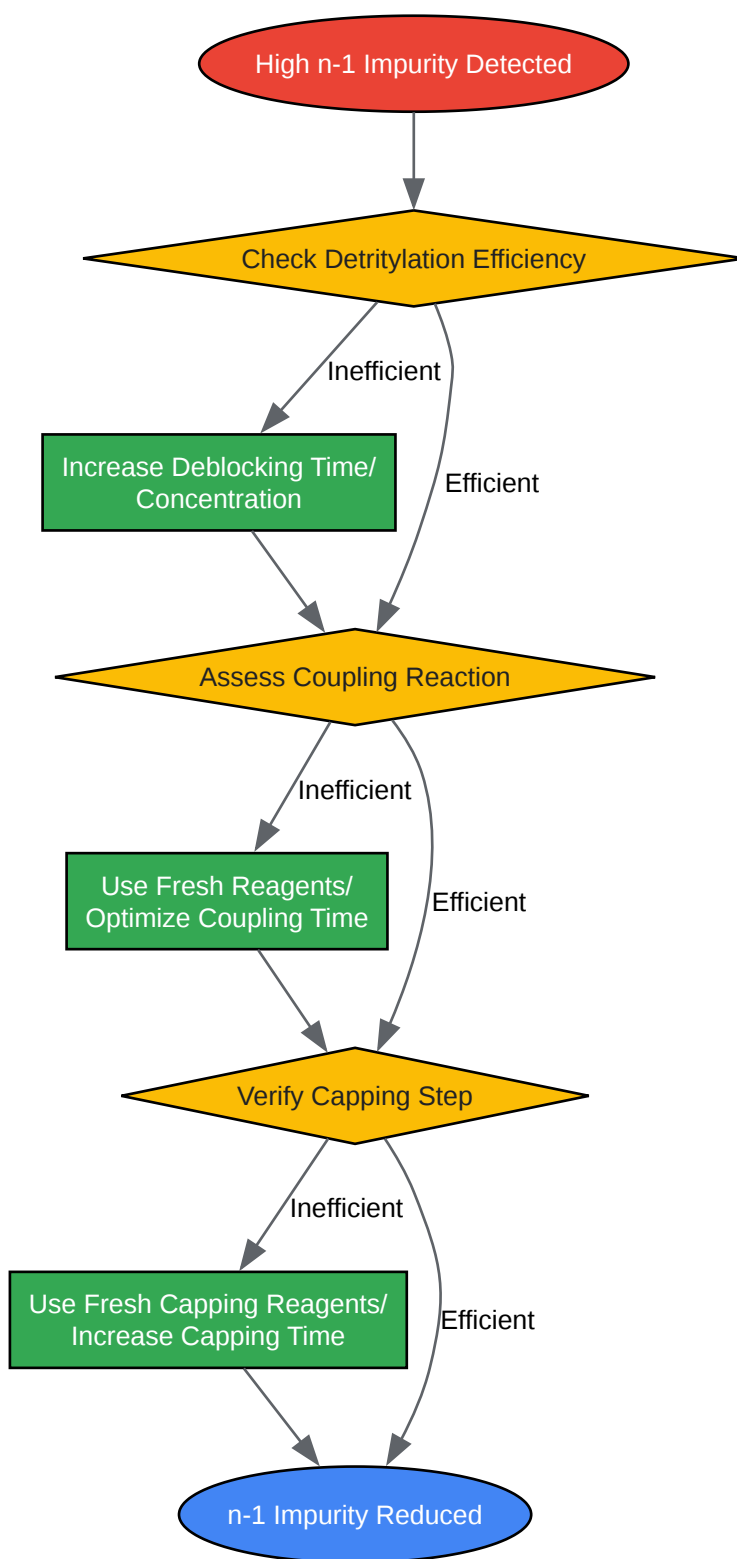 High n-1 Impurity Detected
Check Detritylation Efficiency
Inefficient
Increase Deblocking Time/
Concentration
Efficient
Assess Coupling Reaction
Inefficient
Use Fresh Reagents/
Optimize Coupling Time
Efficient
Verify Capping Step
Inefficient
Use Fresh Capping Reagents/
Increase Capping Time
Efficient
n-1 Impurity Reduced